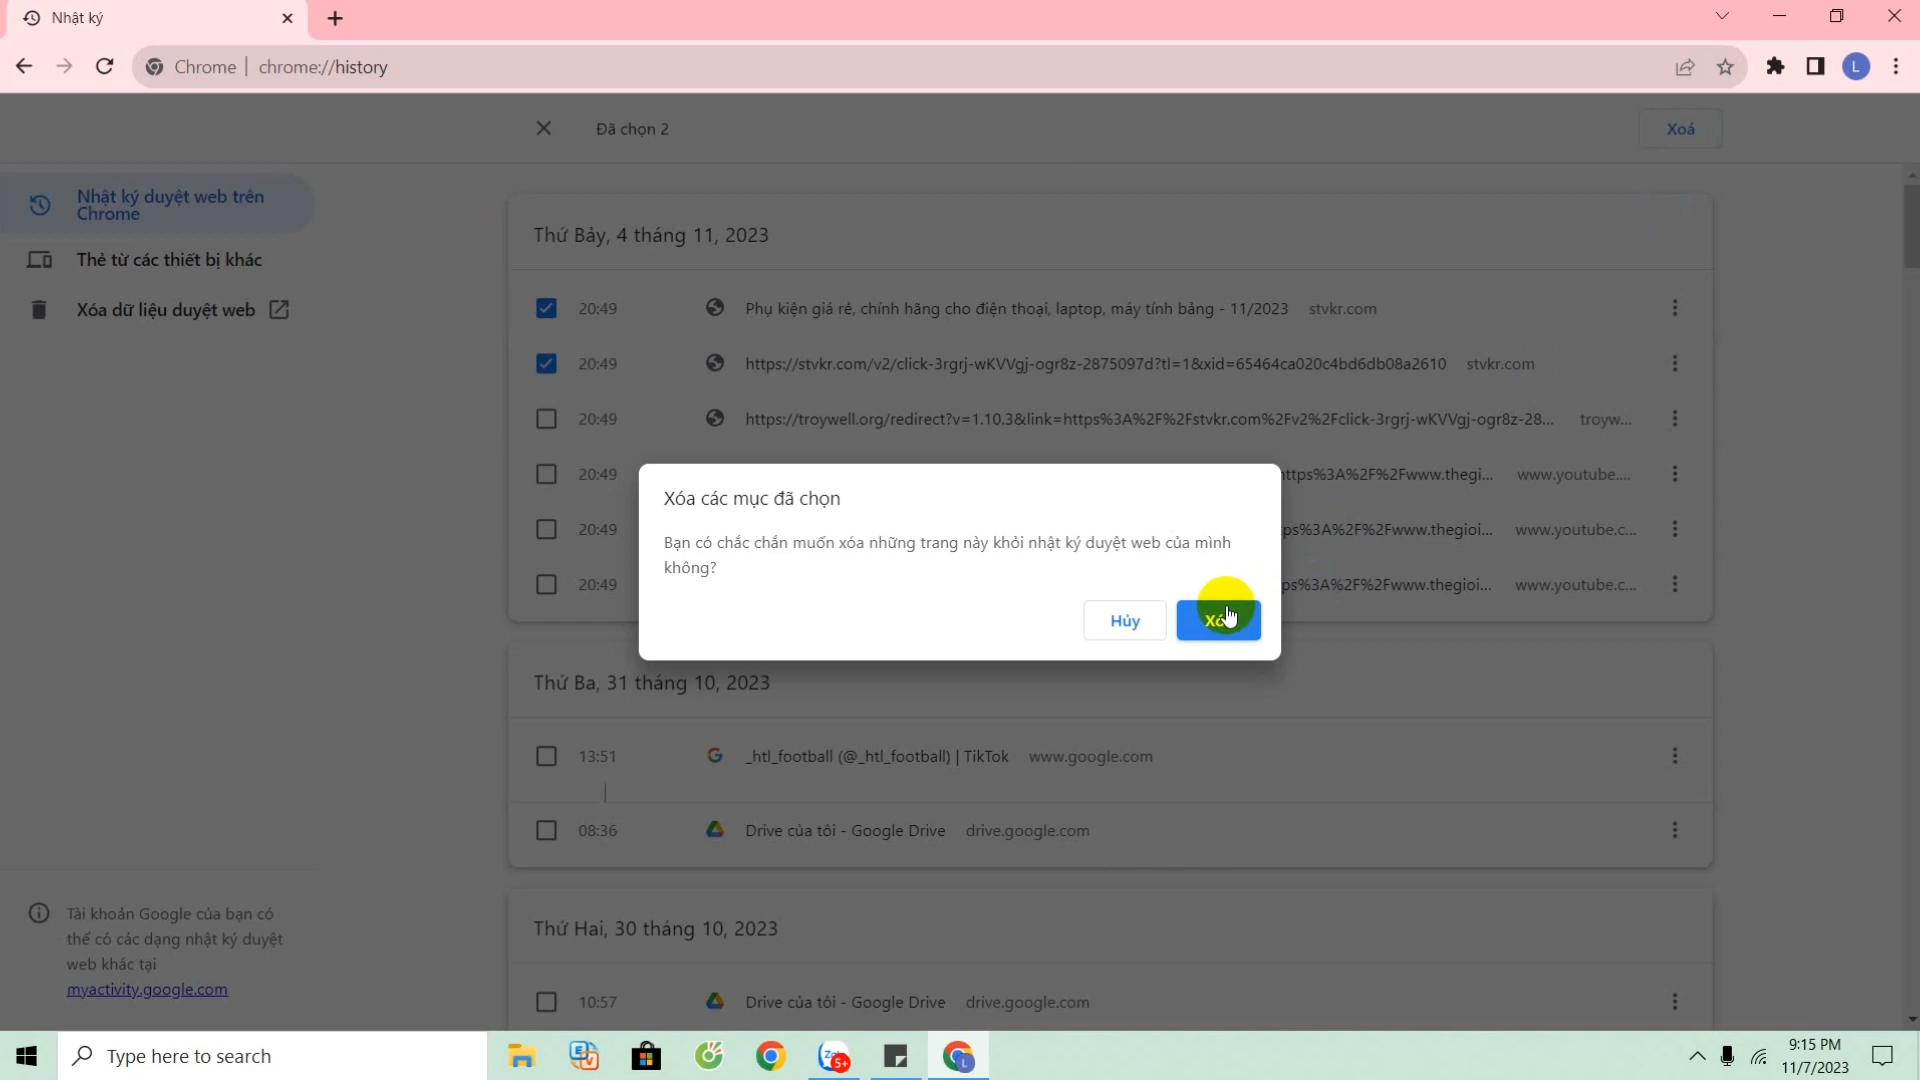 Nhật ký
Chrome | chrome://history
L
Đã chọn 2
Xoá
Nhật ký duyệt web trên
Chrome
Thẻ từ các thiết bị khác
Xóa dữ liệu duyệt web
Thứ Bảy, 4 tháng 11, 2023
20:49 Phụ kiện giá rẻ, chính hãng cho điện thoại, laptop, máy tính bảng - 11/2023 stvkr.com
20:49 https://stvkr.com/v2/click-3rgrj-wKVVgj-ogr8z-2875097d?tl=1&xid=65464ca020c4bd6db08a2610 stvkr.com
20:49 https://troywell.org/redirect?v=1.10.3&link=https%3A%2F%2Fstvkr.com%2Fv2%2Fclick-3rgrj-wKVVgj-ogr8z-28... troyw...
20:49 ttps%3A%2F%2Fwww.thegi... www.youtube....
20:49 ps%3A%2F%2Fwww.thegioi... www.youtube.c...
20:49 ps%3A%2F%2Fwww.thegioi... www.youtube.c...
Xóa các mục đã chọn
Bạn có chắc chắn muốn xóa những trang này khỏi nhật ký duyệt web của mình
không?
Hủy
Thứ Ba, 31 tháng 10, 2023
13:51 _htl_football (@_htl_football) | TikTok www.google.com
08:36 Drive của tôi - Google Drive drive.google.com
Thứ Hai, 30 tháng 10, 2023
10:57 Drive của tôi - Google Drive drive.google.com
Tài khoản Google của bạn có
thể có các dạng nhật ký duyệt
web khác tại
myactivity.google.com
Type here to search
5+
L
9:15 PM
11/7/2023